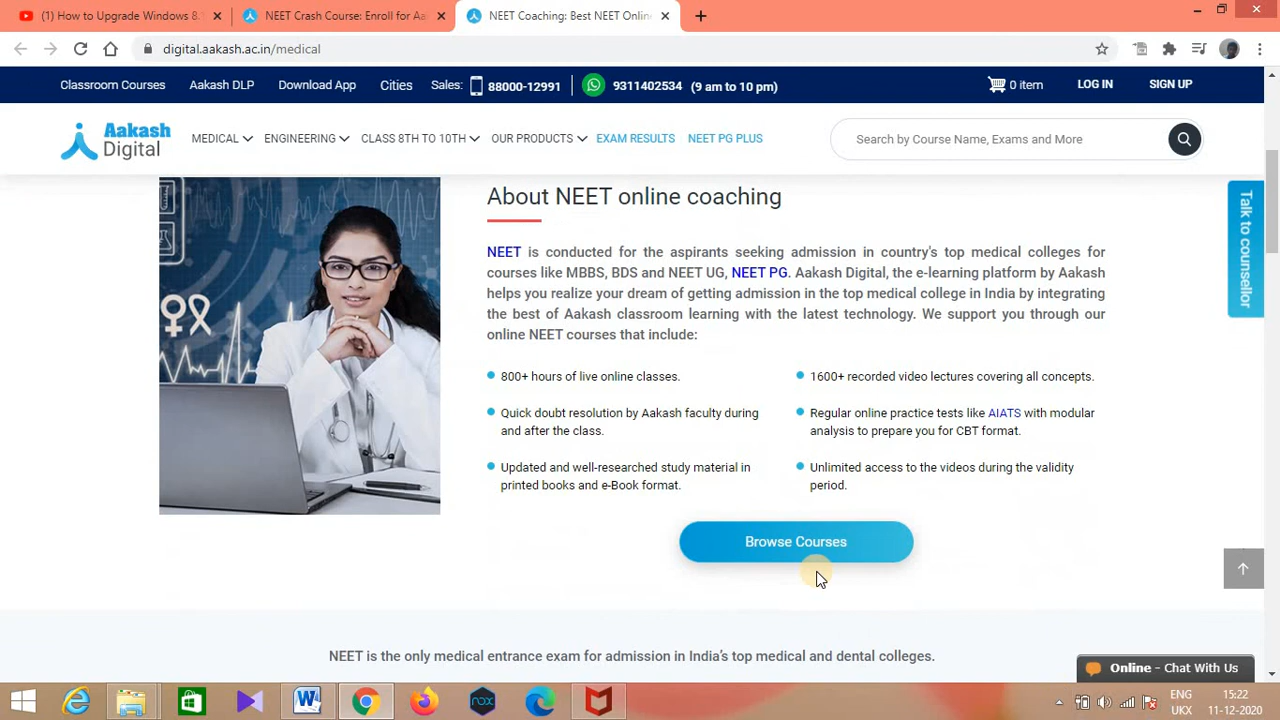 (1) How to Upgrade Windows 8.
NEET Crash Course: Enroll for Aa
NEET Coaching: Best NEET Onlin
digital.aakash.ac.in/medical
Classroom Courses Aakash DLP Download App Cities Sales: 88000-12991 9311402534 (9 am to 10 pm) 0 item LOG IN SIGN UP
Aakash
Digital
MEDICAL ENGINEERING CLASS 8TH TO 10TH OUR PRODUCTS EXAM RESULTS NEET PG PLUS
Search by Course Name, Exams and More
Talk to counsellor
About NEET online coaching
NEET is conducted for the aspirants seeking admission in country's top medical colleges for
courses like MBBS, BDS and NEET UG, NEET PG. Aakash Digital, the e-learning platform by Aakash
helps you realize your dream of getting admission in the top medical college in India by integrating
the best of Aakash classroom learning with the latest technology. We support you through our
online NEET courses that include:
800+ hours of live online classes.
1600+ recorded video lectures covering all concepts.
Quick doubt resolution by Aakash faculty during
and after the class.
Regular online practice tests like AIATS with modular
analysis to prepare you for CBT format.
Updated and well-researched study material in
printed books and e-Book format.
Unlimited access to the videos during the validity
period.
Browse Courses
NEET is the only medical entrance exam for admission in India's top medical and dental colleges.
Online - Chat With Us
nox
ENG
UKX
15:22
11-12-2020